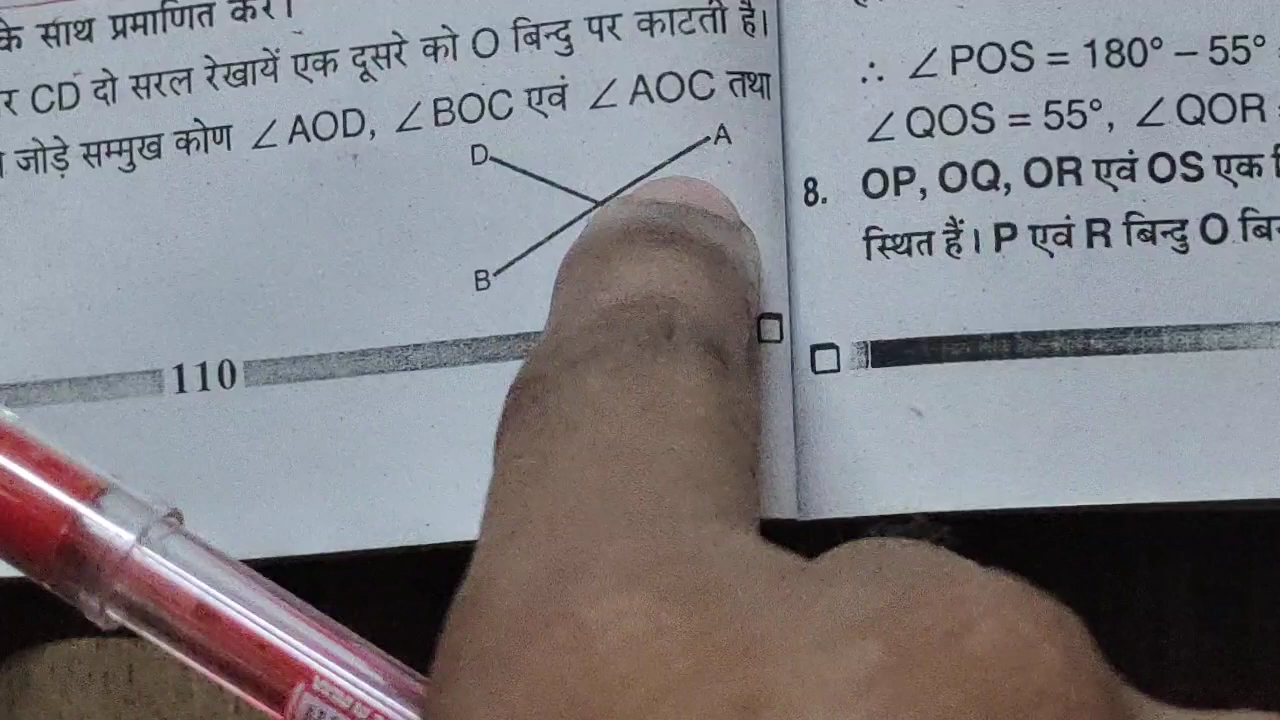 के साथ प्रमाणित करें।
र CD दो सरल रेखायें एक दूसरे को O बिन्दु पर काटती है।
जोड़े सम्मुख कोण ∠AOD, ∠BOC एवं ∠AOC तथा
D
A
B
110
∴ ∠POS = 180° – 55°
∠QOS = 55°, ∠QOR
8. OP, OQ, OR एवं OS एक
स्थित हैं। P एवं R बिन्दु O बि